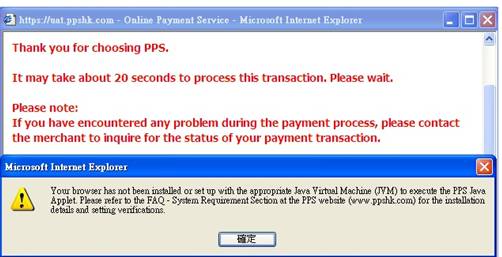 https://uat.ppshk.com - Online Payment Service - Microsoft Internet Explorer
Thank you for choosing PPS.
It may take about 20 seconds to process this transaction. Please wait.
Please note:
If you have encountered any problem during the payment process, please contact
the merchant to inquire for the status of your payment transaction.
Microsoft Internet Explorer
Your browser has not been installed or set up with the appropriate Java Virtual Machine (JVM) to execute the PPS Java
Applet. Please refer to the FAQ - System Requirement Section at the PPS website (www.ppshk.com) for the installation
details and setting verifications.
確定